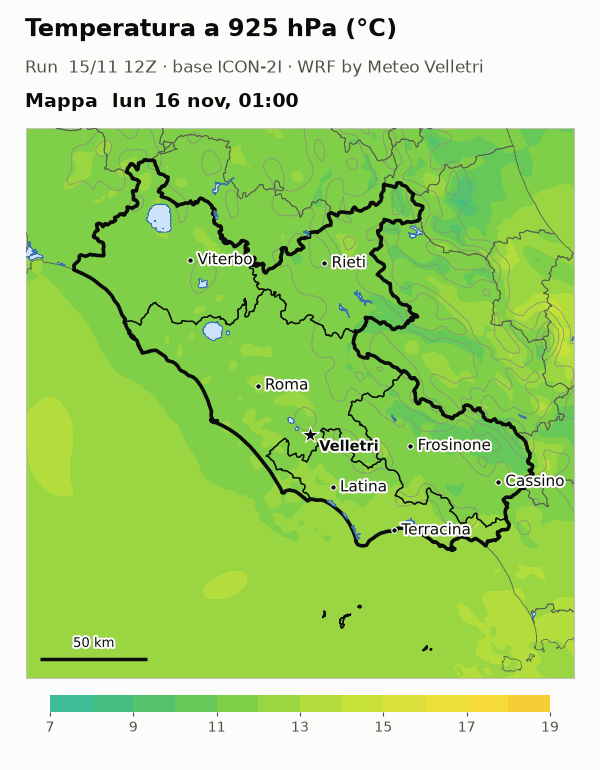 Temperatura a 925 hPa (°C)
Run  15/11 12Z · base ICON-2I · WRF by Meteo Velletri
Mappa  lun 16 nov, 01:00
Viterbo
Rieti
Roma
Velletri
Frosinone
Cassino
Latina
Terracina
50 km
7 9 11 13 15 17 19